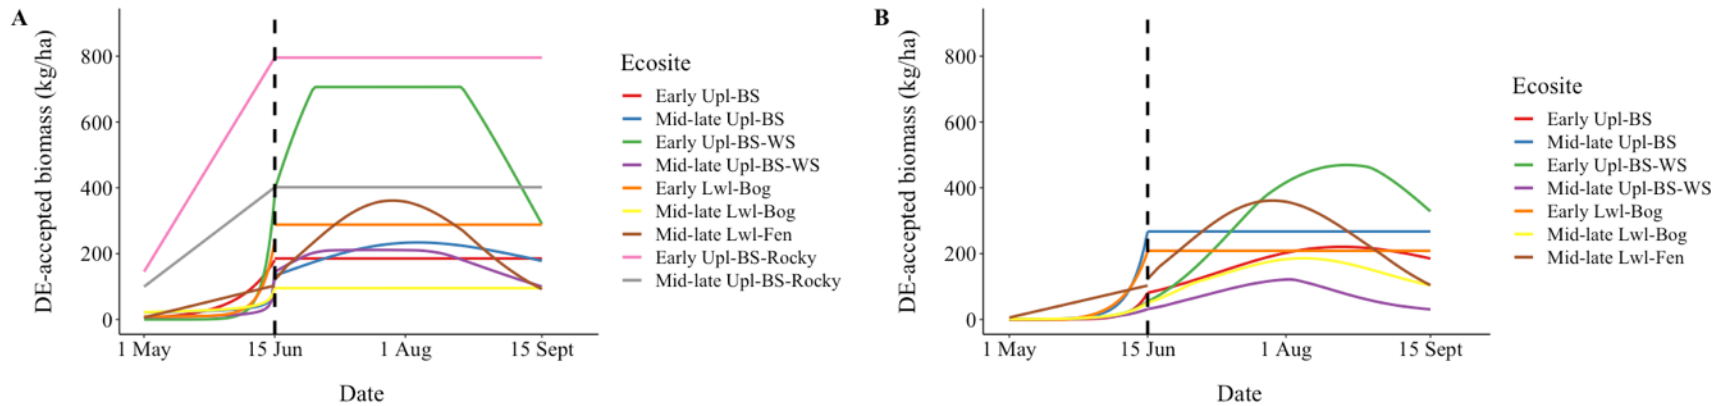 A
DE-accepted biomass (kg/ha)
800
600
400
200
0
1 May
15 Jun
1 Aug
15 Sept
Date
Ecosite
Early Upl-BS
Mid-late Upl-BS
Early Upl-BS-WS
Mid-late Upl-BS-WS
Early Lwl-Bog
Mid-late Lwl-Bog
Mid-late Lwl-Fen
Early Upl-BS-Rocky
Mid-late Upl-BS-Rocky
B
DE-accepted biomass (kg/ha)
800
600
400
200
0
1 May
15 Jun
1 Aug
15 Sept
Date
Ecosite
Early Upl-BS
Mid-late Upl-BS
Early Upl-BS-WS
Mid-late Upl-BS-WS
Early Lwl-Bog
Mid-late Lwl-Bog
Mid-late Lwl-Fen